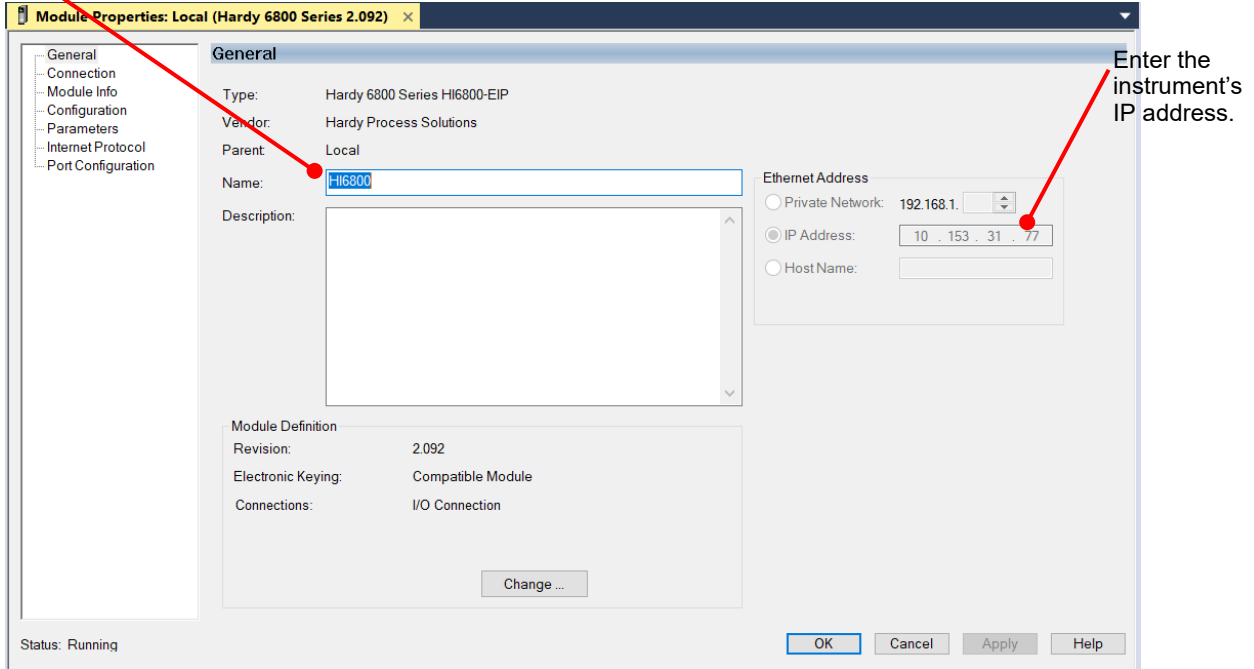 Module Properties: Local (Hardy 6800 Series 2.092) ×
General
Connection
Module Info
Configuration
Parameters
Internet Protocol
Port Configuration
General
Type: Hardy 6800 Series HI6800-EIP
Vendor: Hardy Process Solutions
Parent: Local
Name: HI6800
Description:
Ethernet Address
Private Network: 192.168.1.
IP Address: 10 . 153 . 31 . 77
Host Name:
Enter the
instrument's
IP address.
Module Definition
Revision: 2.092
Electronic Keying: Compatible Module
Connections: I/O Connection
Change ...
Status: Running
OK Cancel Apply Help